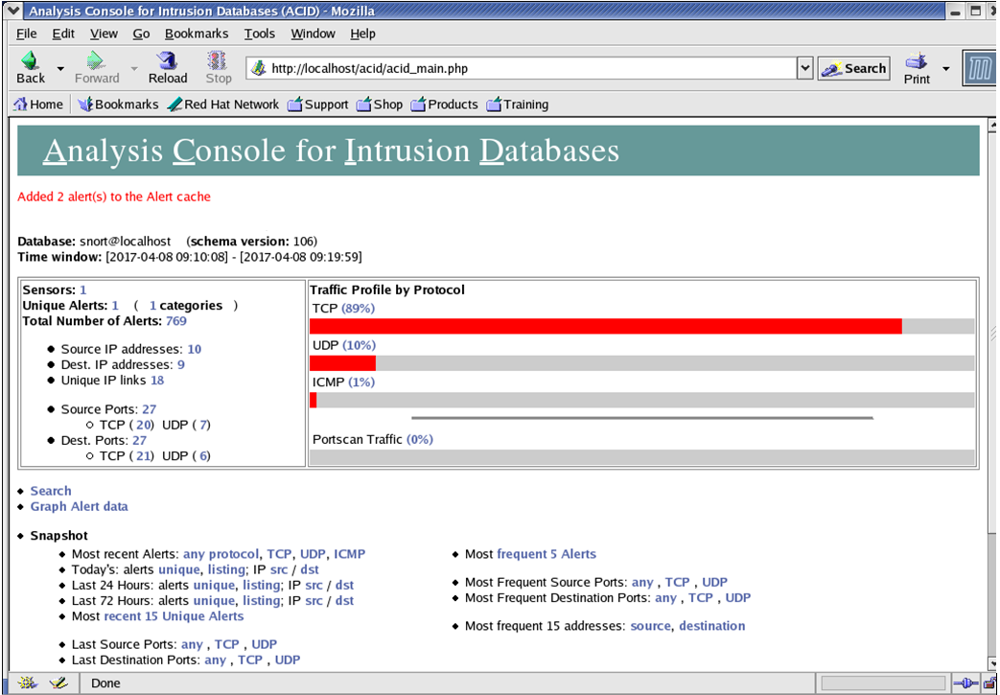 Analysis Console for Intrusion Databases (ACID) - Mozilla
File Edit View Go Bookmarks Tools Window Help
Back Forward Reload Stop http://localhost/acid/acid_main.php Search Print
Home Bookmarks Red Hat Network Support Shop Products Training
Analysis Console for Intrusion Databases
Added 2 alert(s) to the Alert cache
Database: snort@localhost (schema version: 106)
Time window: [2017-04-08 09:10:08] - [2017-04-08 09:19:59]
Sensors: 1
Unique Alerts: 1 ( 1 categories )
Total Number of Alerts: 769
Source IP addresses: 10
Dest. IP addresses: 9
Unique IP links 18
Source Ports: 27
TCP ( 20) UDP ( 7)
Dest. Ports: 27
TCP ( 21) UDP ( 6)
Traffic Profile by Protocol
TCP (89%)
UDP (10%)
ICMP (1%)
Portscan Traffic (0%)
Search
Graph Alert data
Snapshot
Most recent Alerts: any protocol, TCP, UDP, ICMP
Today's: alerts unique, listing; IP src / dst
Last 24 Hours: alerts unique, listing; IP src / dst
Last 72 Hours: alerts unique, listing; IP src / dst
Most recent 15 Unique Alerts
Last Source Ports: any , TCP , UDP
Last Destination Ports: any , TCP , UDP
Most frequent 5 Alerts
Most Frequent Source Ports: any , TCP , UDP
Most Frequent Destination Ports: any , TCP , UDP
Most frequent 15 addresses: source, destination
Done